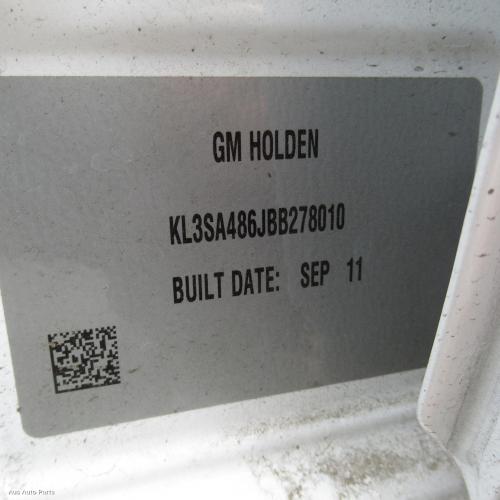 GM HOLDEN
KL3SA486JBB278010
BUILT DATE: SEP 11
Aus Auto Parts